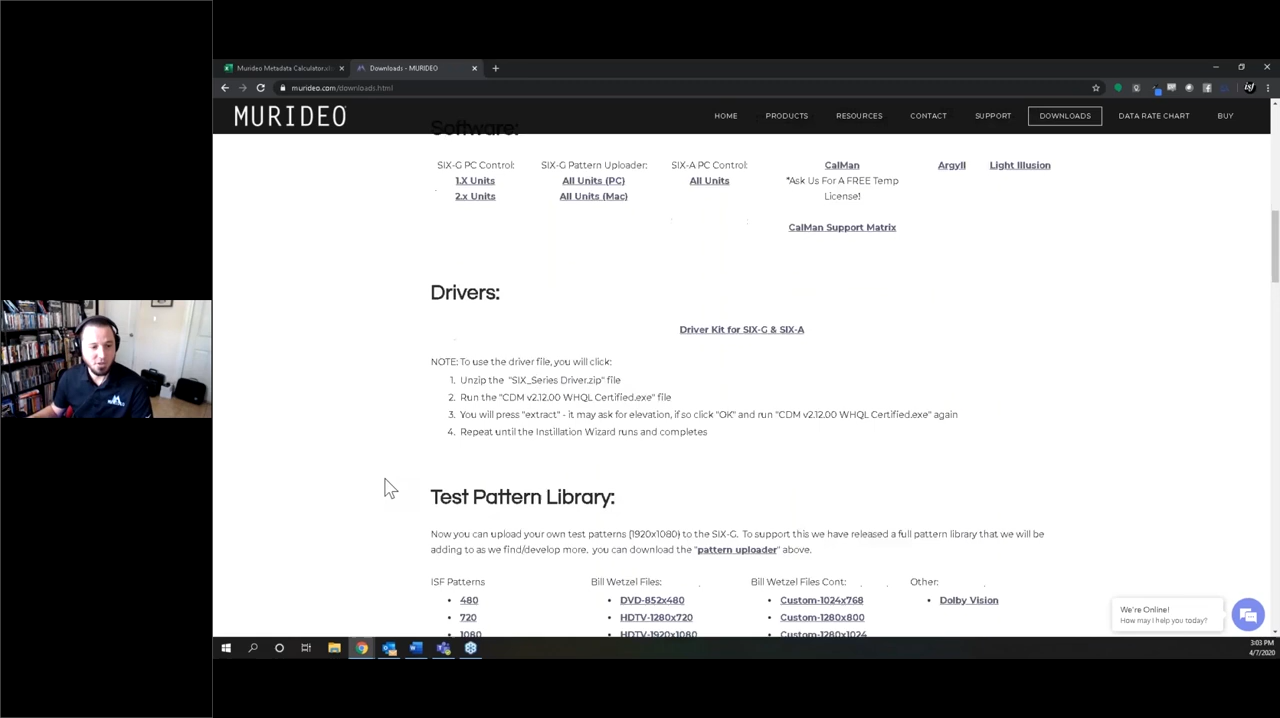 Murideo Metadata Calculator.xls
Downloads - MURIDEO
murideo.com/downloads.html
MURIDEO
HOME
PRODUCTS
RESOURCES
CONTACT
SUPPORT
DOWNLOADS
DATA RATE CHART
BUY
Software:
SIX-G PC Control:
1.X Units
2.x Units
SIX-G Pattern Uploader:
All Units (PC)
All Units (Mac)
SIX-A PC Control:
All Units
CalMan
*Ask Us For A FREE Temp
License!
CalMan Support Matrix
Argyll
Light Illusion
Drivers:
Driver Kit for SIX-G & SIX-A
NOTE: To use the driver file, you will click:
1. Unzip the "SIX_Series Driver.zip" file
2. Run the "CDM v2.12.00 WHQL Certified.exe" file
3. You will press "extract" - it may ask for elevation, if so click "OK" and run "CDM v2.12.00 WHQL Certified.exe" again
4. Repeat until the Instillation Wizard runs and completes
Test Pattern Library:
Now you can upload your own test patterns (1920x1080) to the SIX-G. To support this we have released a full pattern library that we will be
adding to as we find/develop more. you can download the "pattern uploader" above.
ISF Patterns
• 480
• 720
• 1080
Bill Wetzel Files:
• DVD-852x480
• HDTV-1280x720
• HDTV-1920x1080
Bill Wetzel Files Cont:
• Custom-1024x768
• Custom-1280x800
• Custom-1280x1024
Other:
• Dolby Vision
We're Online!
How may I help you today?
3:03 PM
4/7/2020